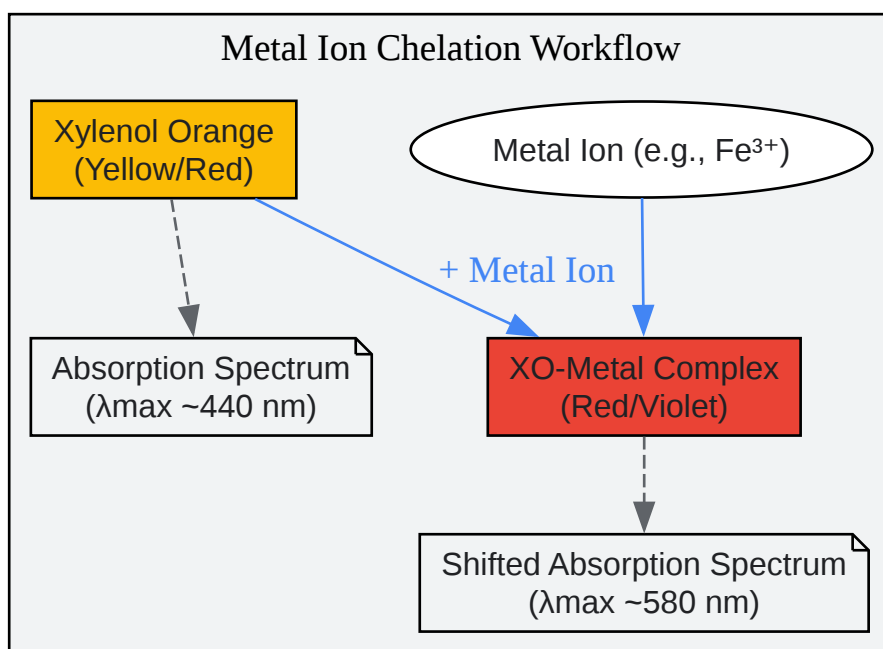 Metal Ion Chelation Workflow
Xylenol Orange
(Yellow/Red)
Metal Ion (e.g., Fe³⁺)
+ Metal Ion
Absorption Spectrum
(λmax ~440 nm)
XO-Metal Complex
(Red/Violet)
Shifted Absorption Spectrum
(λmax ~580 nm)